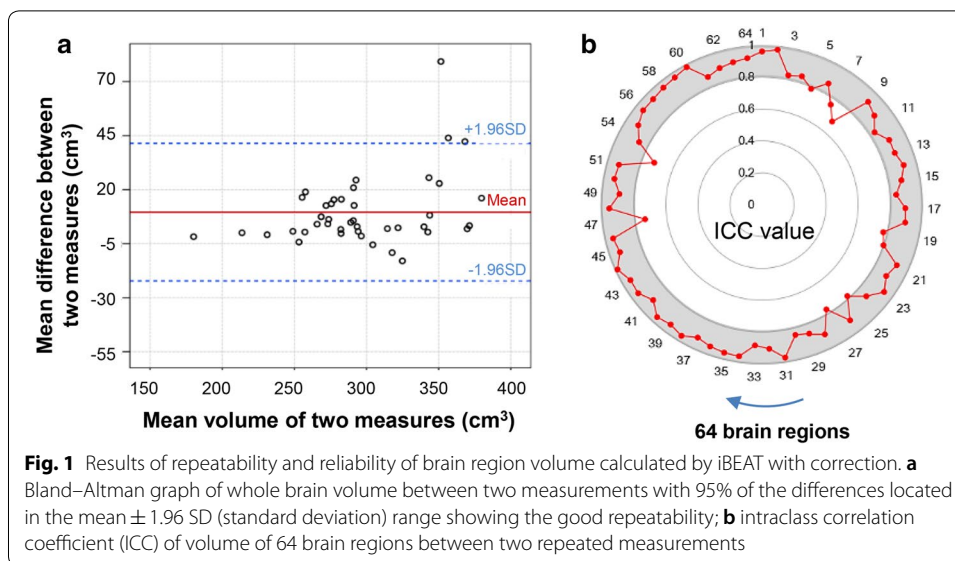 a
Mean difference between
two measures (cm³)
70
45
20
-5
-30
-55
+1.96SD
Mean
-1.96SD
150 200 250 300 350 400
Mean volume of two measures (cm³)
b
1
3
5
7
9
11
13
15
17
19
21
23
25
27
29
31
33
35
37
39
41
43
45
47
49
51
54
56
58
60
62
64
1
0.8
0.6
0.4
0.2
0
ICC value
64 brain regions
Fig. 1 Results of repeatability and reliability of brain region volume calculated by iBEAT with correction. a
Bland–Altman graph of whole brain volume between two measurements with 95% of the differences located
in the mean ± 1.96 SD (standard deviation) range showing the good repeatability; b intraclass correlation
coefficient (ICC) of volume of 64 brain regions between two repeated measurements